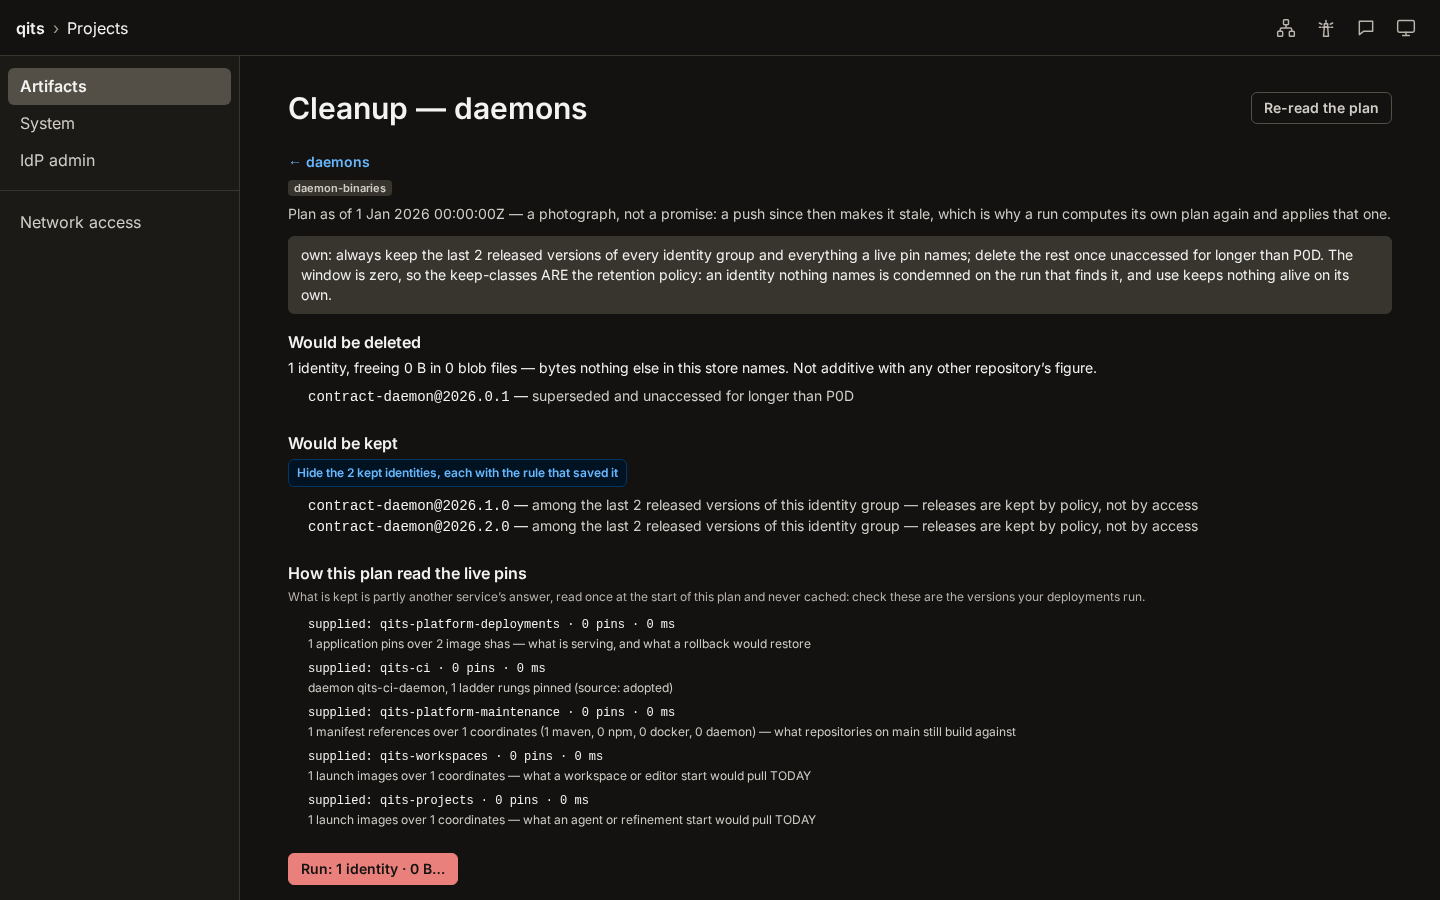 qits › Projects
Artifacts
System
IdP admin
Network access
Cleanup — daemons
Re-read the plan
← daemons
daemon-binaries
Plan as of 1 Jan 2026 00:00:00Z — a photograph, not a promise: a push since then makes it stale, which is why a run computes its own plan again and applies that one.
own: always keep the last 2 released versions of every identity group and everything a live pin names; delete the rest once unaccessed for longer than P0D. The
window is zero, so the keep-classes ARE the retention policy: an identity nothing names is condemned on the run that finds it, and use keeps nothing alive on its
own.
Would be deleted
1 identity, freeing 0 B in 0 blob files — bytes nothing else in this store names. Not additive with any other repository’s figure.
contract-daemon@2026.0.1 — superseded and unaccessed for longer than P0D
Would be kept
Hide the 2 kept identities, each with the rule that saved it
contract-daemon@2026.1.0 — among the last 2 released versions of this identity group — releases are kept by policy, not by access
contract-daemon@2026.2.0 — among the last 2 released versions of this identity group — releases are kept by policy, not by access
How this plan read the live pins
What is kept is partly another service’s answer, read once at the start of this plan and never cached: check these are the versions your deployments run.
supplied: qits-platform-deployments · 0 pins · 0 ms
1 application pins over 2 image shas — what is serving, and what a rollback would restore
supplied: qits-ci · 0 pins · 0 ms
daemon qits-ci-daemon, 1 ladder rungs pinned (source: adopted)
supplied: qits-platform-maintenance · 0 pins · 0 ms
1 manifest references over 1 coordinates (1 maven, 0 npm, 0 docker, 0 daemon) — what repositories on main still build against
supplied: qits-workspaces · 0 pins · 0 ms
1 launch images over 1 coordinates — what a workspace or editor start would pull TODAY
supplied: qits-projects · 0 pins · 0 ms
1 launch images over 1 coordinates — what an agent or refinement start would pull TODAY
Run: 1 identity · 0 B…